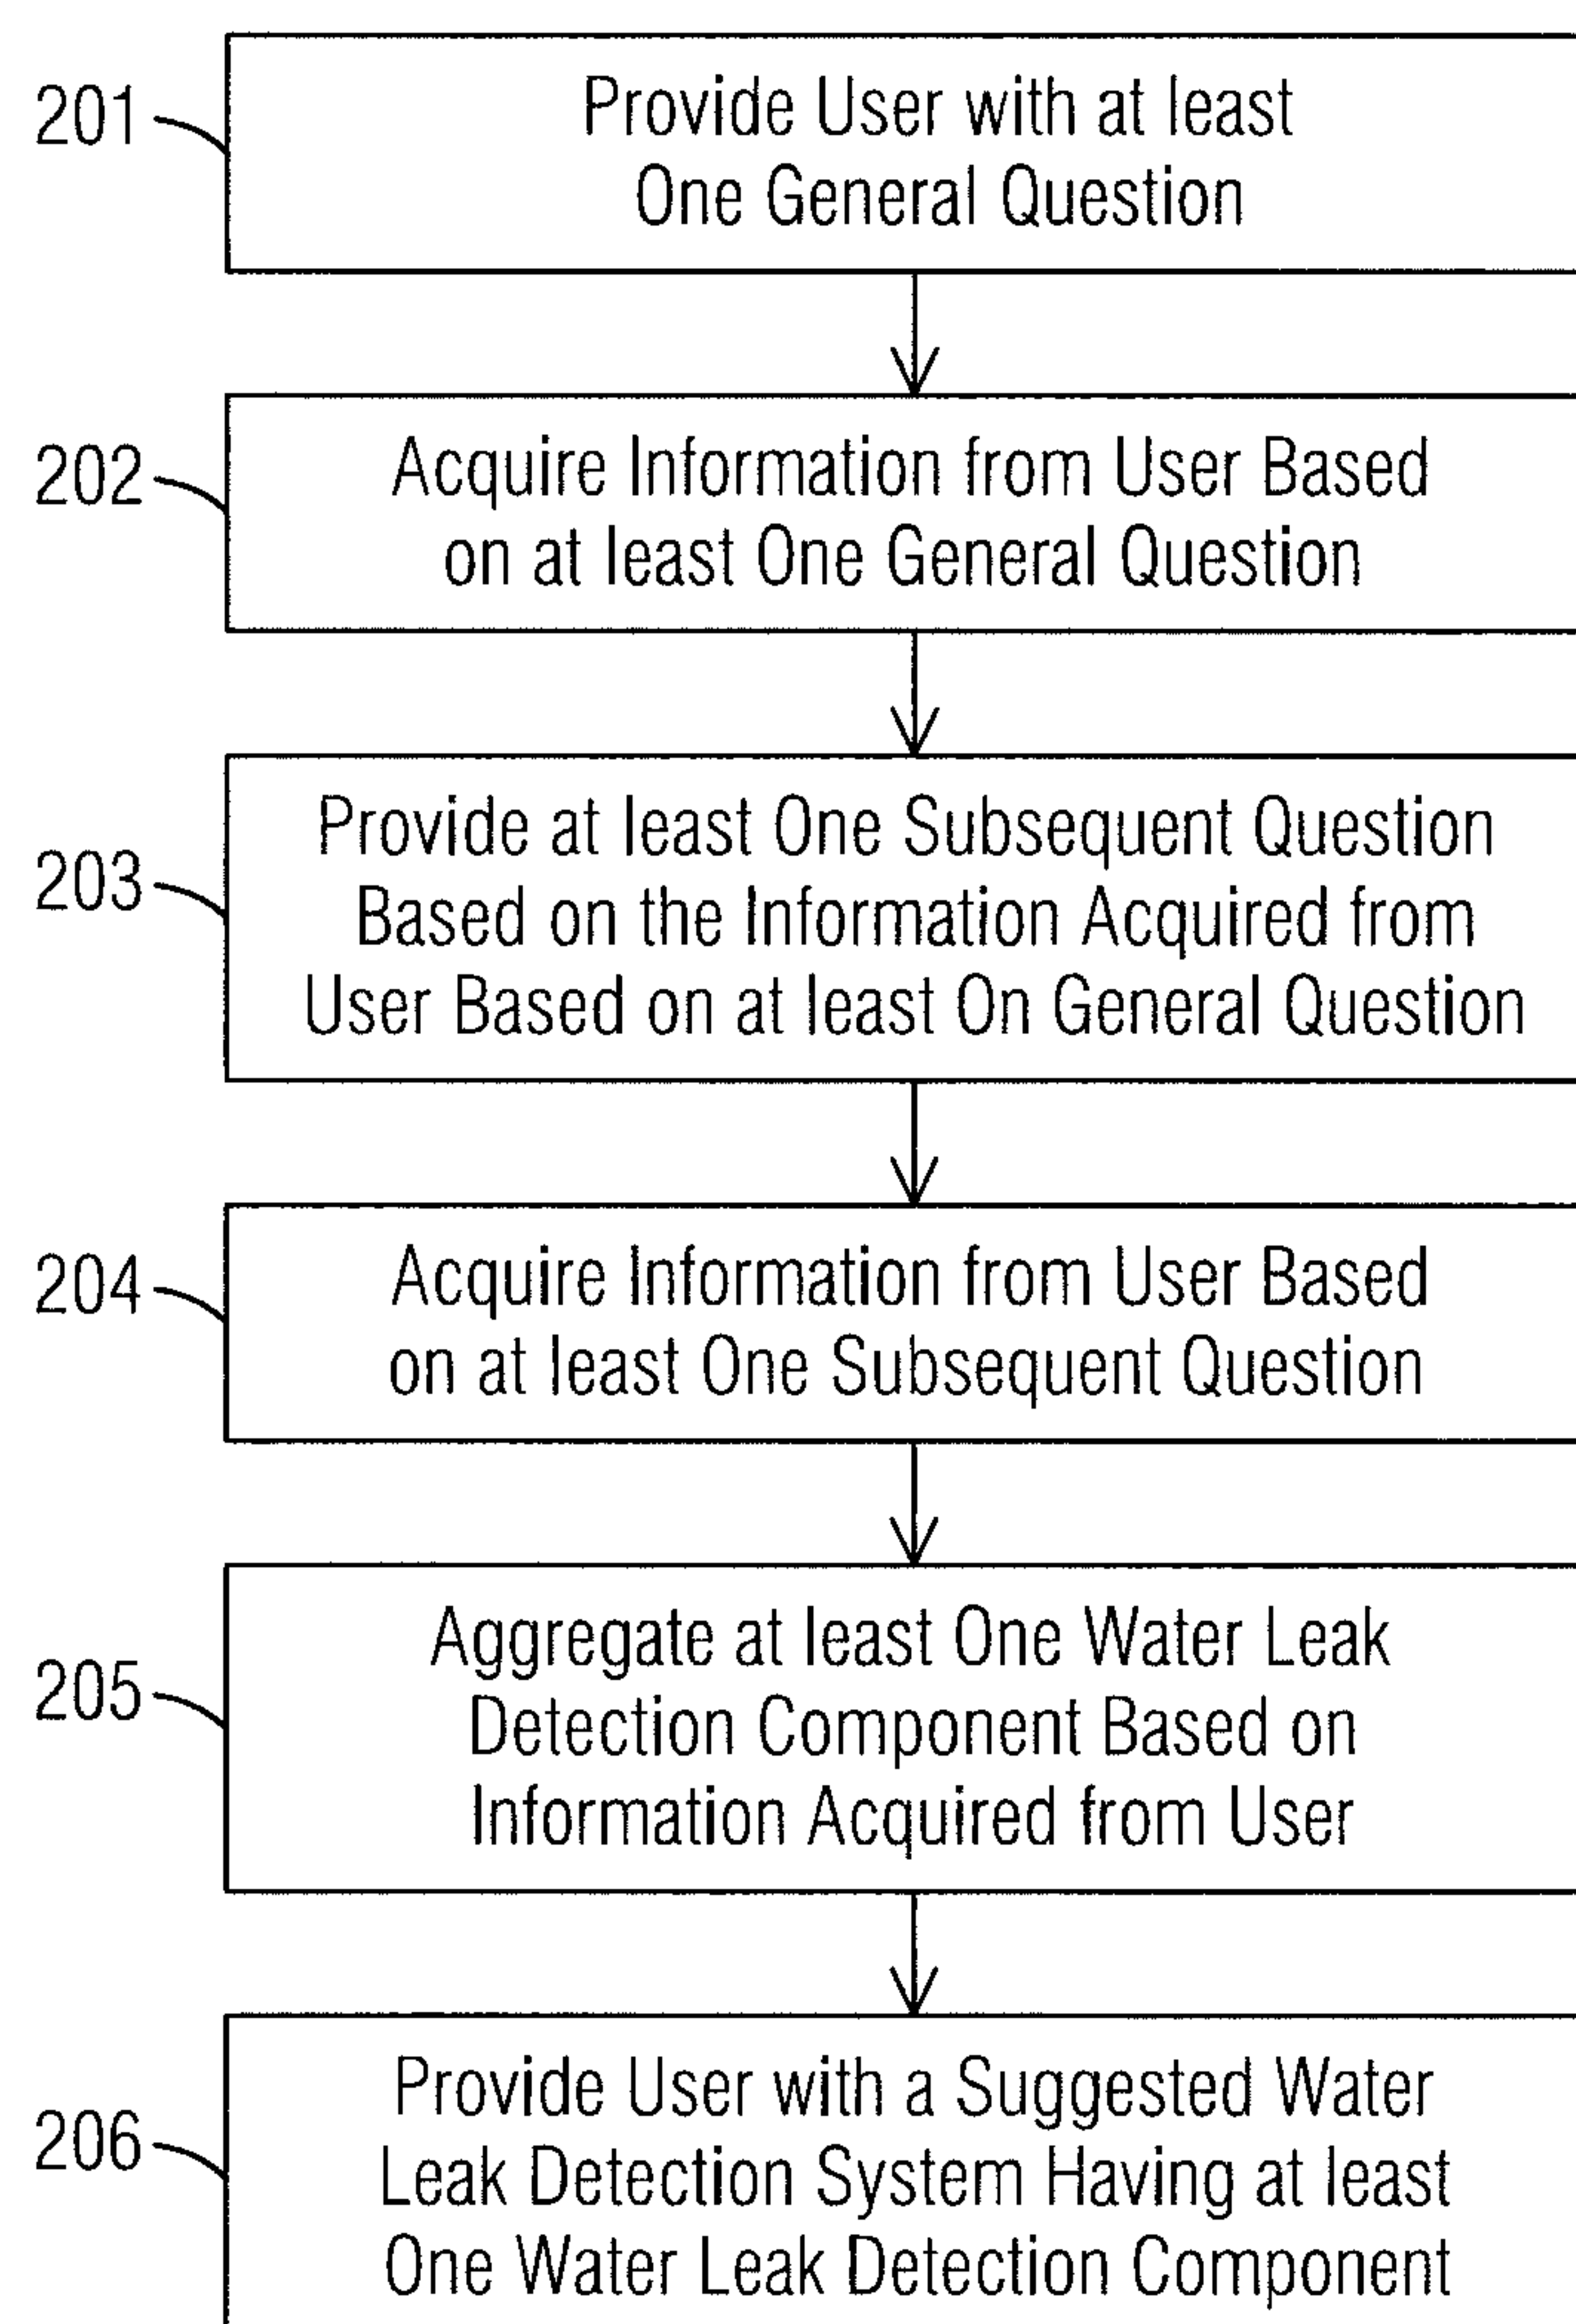 201
Provide User with at least
One General Question
202
Acquire Information from User Based
on at least One General Question
203
Provide at least One Subsequent Question
Based on the Information Acquired from
User Based on at least On General Question
204
Acquire Information from User Based
on at least One Subsequent Question
205
Aggregate at least One Water Leak
Detection Component Based on
Information Acquired from User
206
Provide User with a Suggested Water
Leak Detection System Having at least
One Water Leak Detection Component